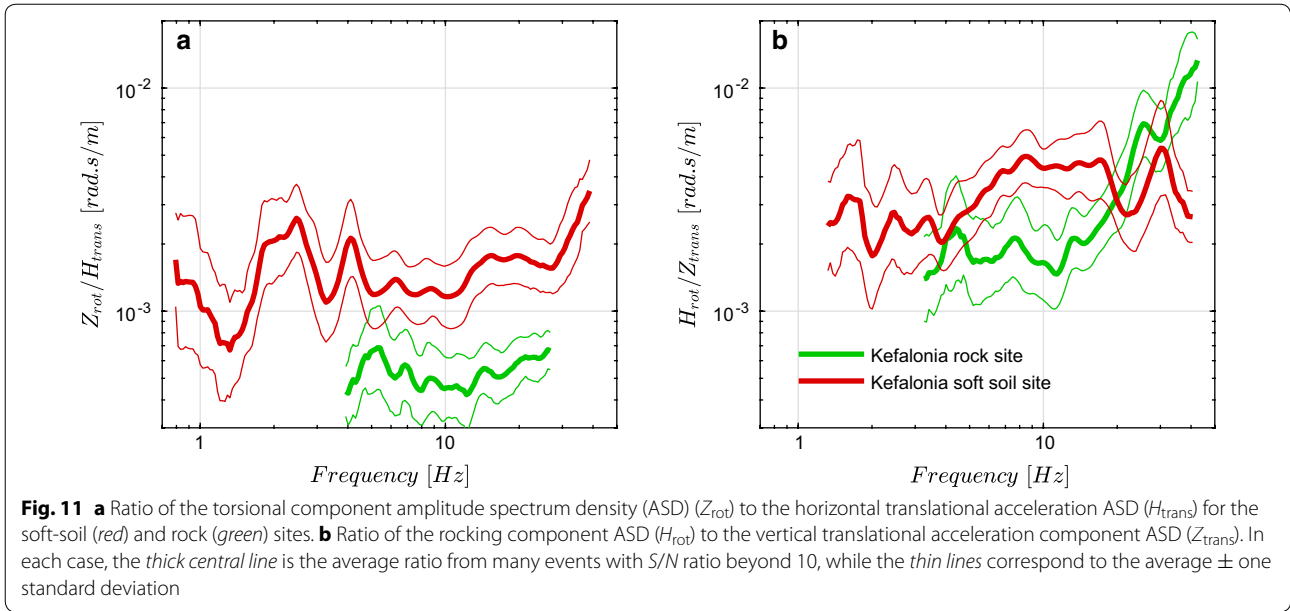 a
10^-2
10^-3
Z_rot/H_trans [rad.s/m]
1
10
Frequency [Hz]
b
10^-2
10^-3
H_rot/Z_trans [rad.s/m]
Kefalonia rock site
Kefalonia soft soil site
1
10
Frequency [Hz]
Fig. 11 a Ratio of the torsional component amplitude spectrum density (ASD) (Z_rot) to the horizontal translational acceleration ASD (H_trans) for the
soft-soil (red) and rock (green) sites. b Ratio of the rocking component ASD (H_rot) to the vertical translational acceleration component ASD (Z_trans). In
each case, the thick central line is the average ratio from many events with S/N ratio beyond 10, while the thin lines correspond to the average ± one
standard deviation